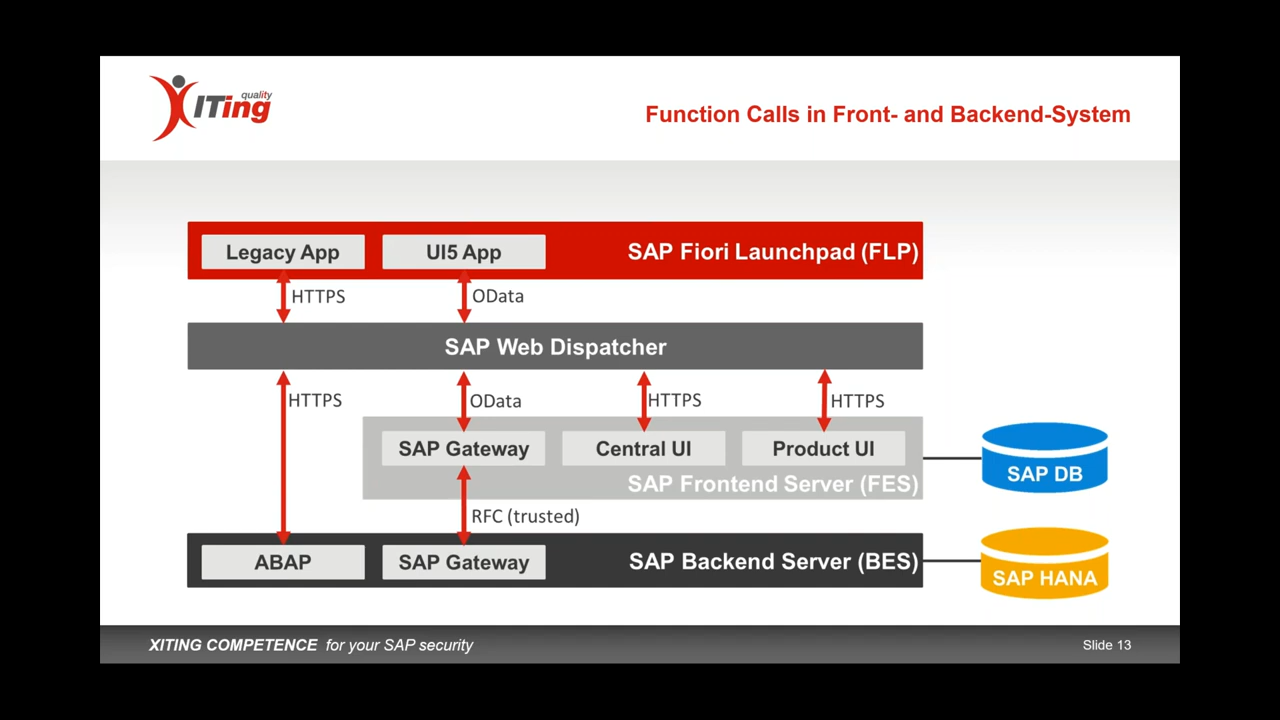 quality
XITing
Function Calls in Front- and Backend-System
Legacy App
UI5 App
SAP Fiori Launchpad (FLP)
HTTPS
OData
SAP Web Dispatcher
HTTPS
OData
HTTPS
HTTPS
SAP Gateway
Central UI
Product UI
SAP Frontend Server (FES)
SAP DB
RFC (trusted)
ABAP
SAP Gateway
SAP Backend Server (BES)
SAP HANA
XITING COMPETENCE for your SAP security
Slide 13